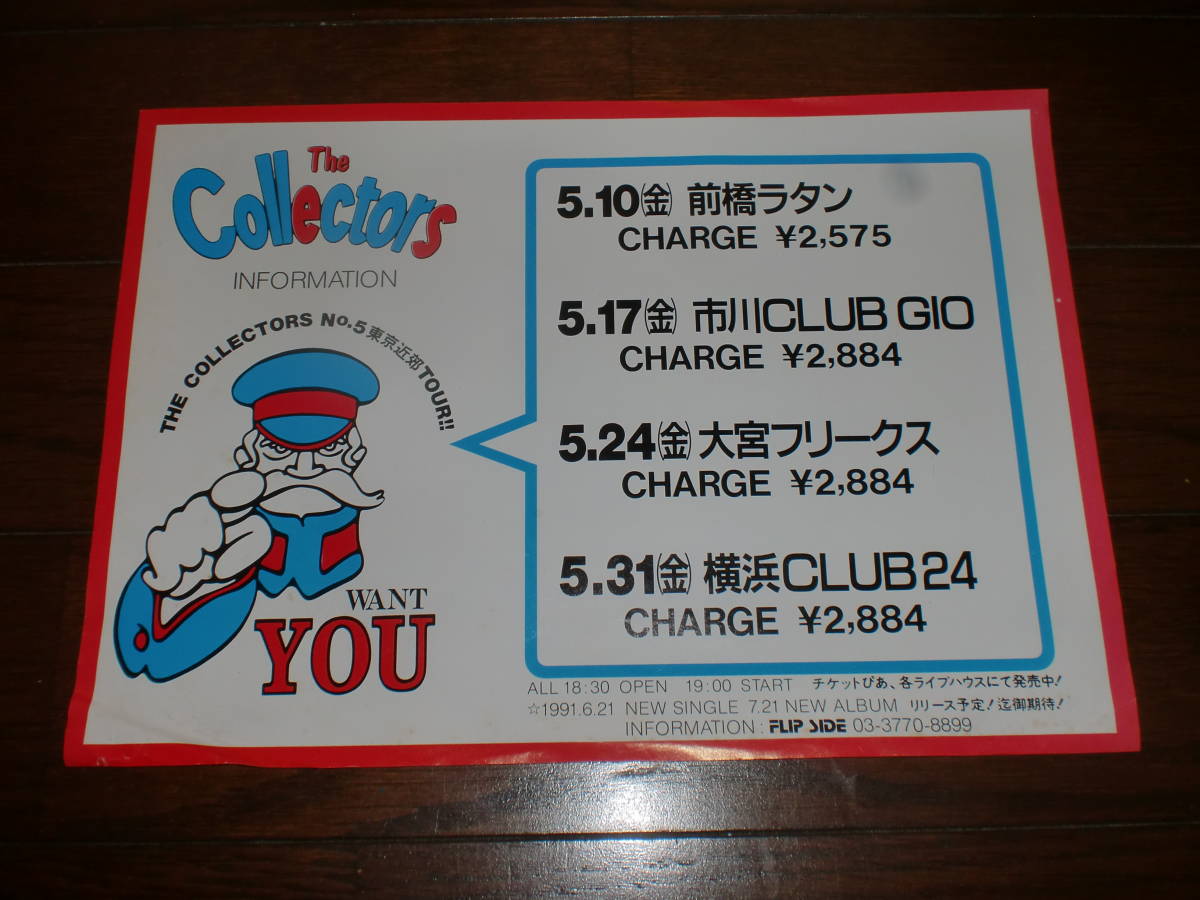 The
Collectors
INFORMATION
THE COLLECTORS No.5東京近郊TOUR!!
WANT
YOU
5.10㈮ 前橋ラタン
CHARGE ¥2,575
5.17㈮ 市川CLUB GIO
CHARGE ¥2,884
5.24㈮ 大宮フリークス
CHARGE ¥2,884
5.31㈮ 横浜CLUB24
CHARGE ¥2,884
ALL 18:30 OPEN 19:00 START チケットぴあ、各ライブハウスにて発売中!
☆1991.6.21 NEW SINGLE 7.21 NEW ALBUM リリース予定!迄御期待!
INFORMATION : FLIP SIDE 03-3770-8899